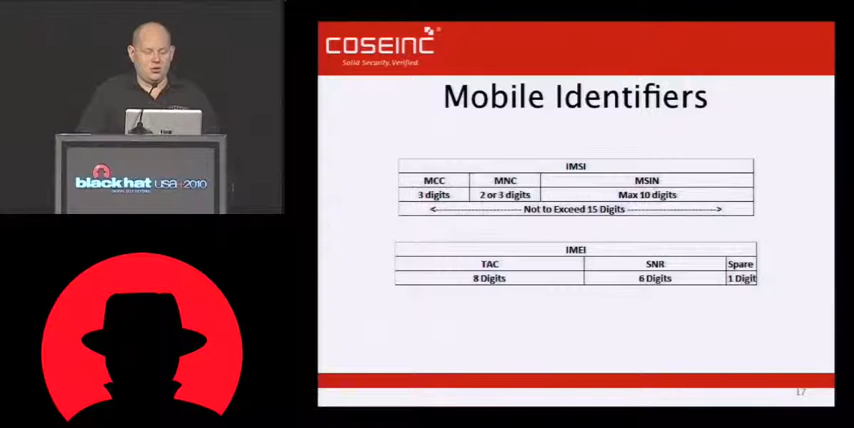 COSEINC
Solid Security. Verified.
Mobile Identifiers
IMSI
MCC MNC MSIN
3 digits 2 or 3 digits Max 10 digits
<---------------------- Not to Exceed 15 Digits ---------------------->
IMEI
TAC SNR Spare
8 Digits 6 Digits 1 Digit
17
black hat USA + 2010